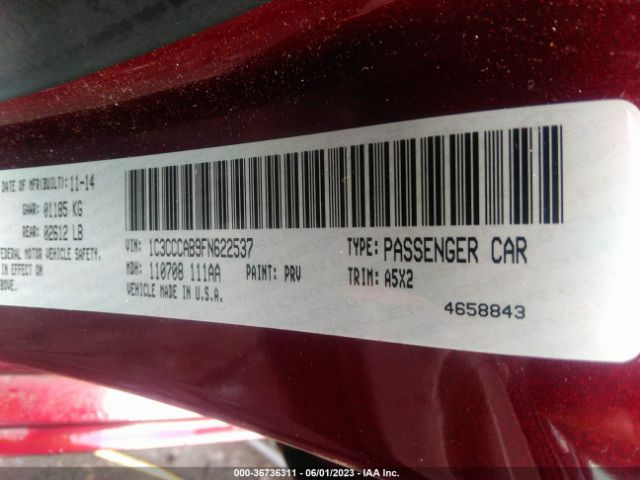 DATE OF MFR(BUILT): 11-14
GAWR: 01185 KG
REAR: 02612 LB
FEDERAL MOTOR VEHICLE SAFETY,
IN EFFECT ON
BOVE.
VIN: 1C3CCCAB9FN622537
MDH: 110708 111AA PAINT: PRV
VEHICLE MADE IN U.S.A.
TYPE: PASSENGER CAR
TRIM: A5X2
4658843
000-36736311 - 06/01/2023 - IAA Inc.